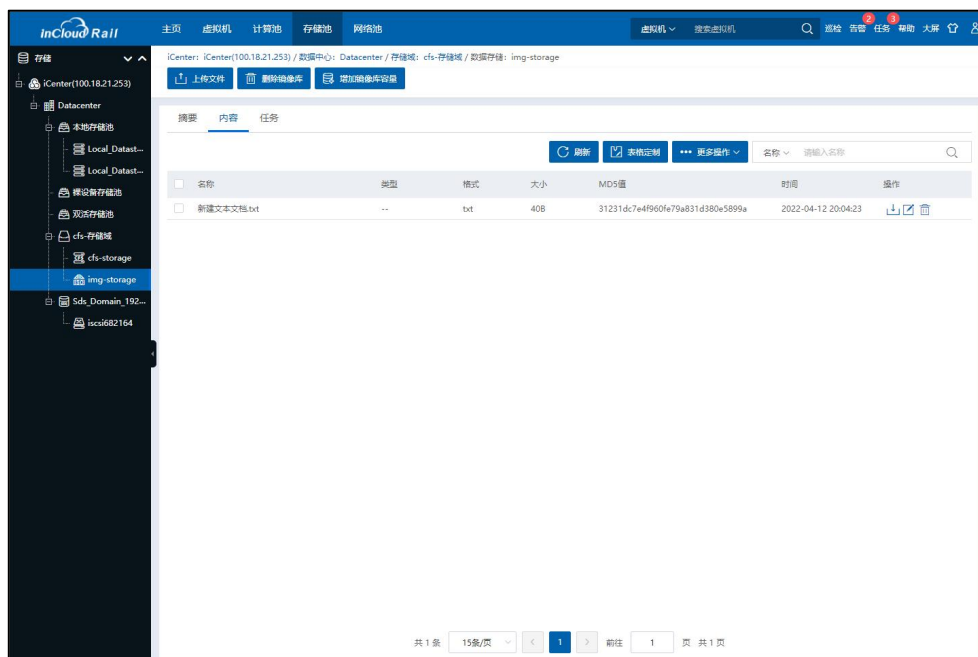 inCloud Rail 主页 虚拟机 计算池 存储池 网络池 虚拟机 搜索虚拟机 巡检 告警 2 任务 3 帮助 大屏
存储
iCenter(100.18.21.253)
Datacenter
本地存储池
Local_Datast...
Local_Datast...
裸设备存储池
双活存储池
cfs-存储域
cfs-storage
img-storage
Sds_Domain_192...
iscsi682164
iCenter: iCenter(100.18.21.253) / 数据中心: Datacenter / 存储域: cfs-存储域 / 数据存储: img-storage
上传文件 删除镜像库 增加镜像库容量
摘要 内容 任务
刷新 表格定制 ••• 更多操作 名称 请输入名称
名称 类型 格式 大小 MD5值 时间 操作
新建文本文档.txt -- txt 40B 31231dc7e4f960fe79a831d380e5899a 2022-04-12 20:04:23
共 1 条 15条/页 < 1 > 前往 1 页 共 1 页